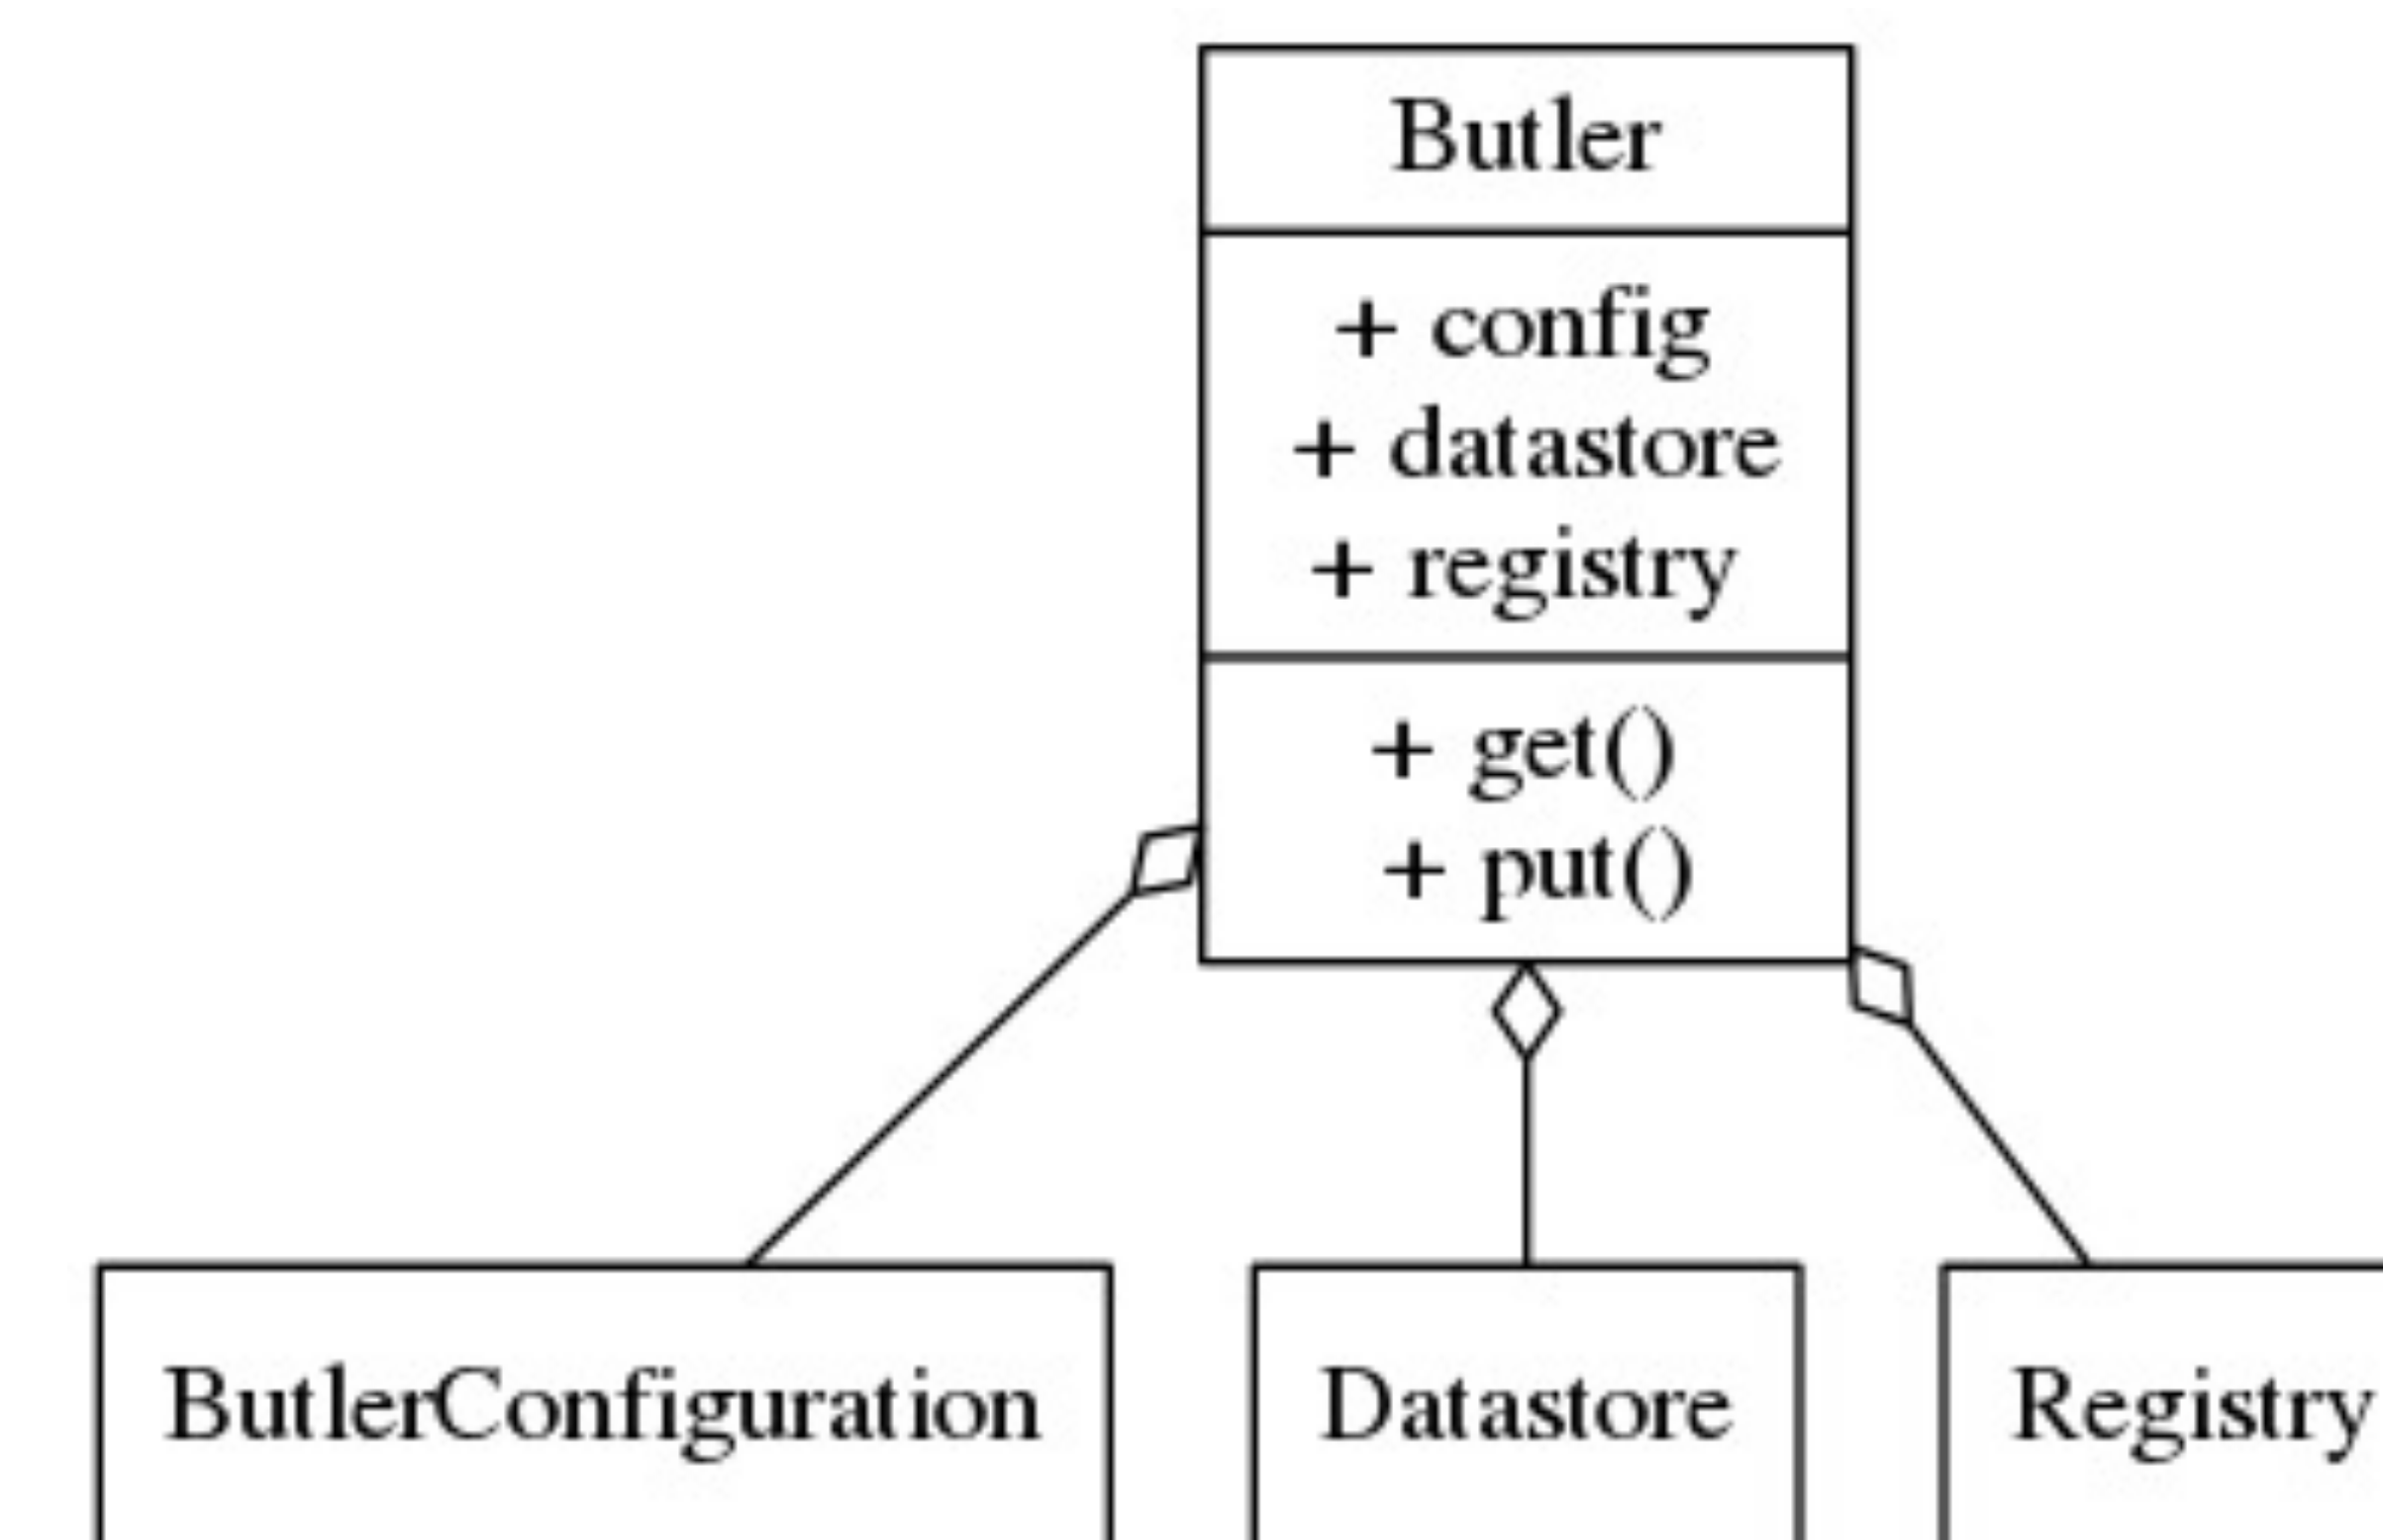 Butler
+ config
+ datastore
+ registry
+ get()
+ put()
ButlerConfiguration
Datastore
Registry